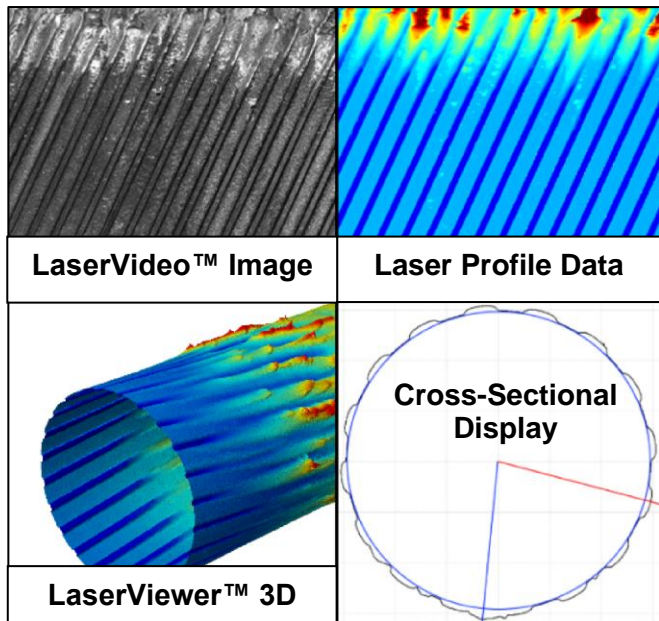 LaserVideo™ Image
Laser Profile Data
Cross-Sectional
Display
LaserViewer™ 3D